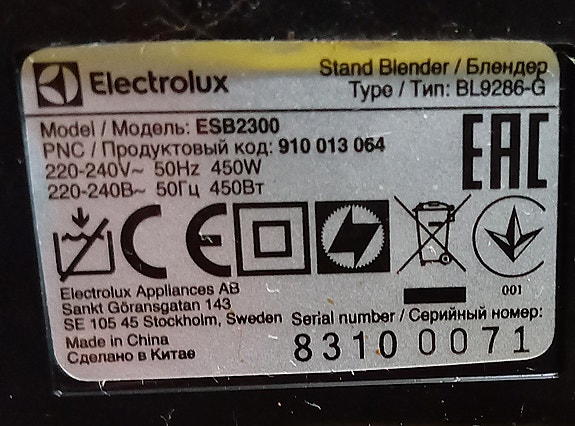 Electrolux
Stand Blender / Блендер
Type / Тип: BL9286-G
Model / Модель: ESB2300
PNC / Продуктовый код: 910 013 064
220-240V~ 50Hz 450W
220-240В~ 50Гц 450Вт
EAC
CE
001
Electrolux Appliances AB
Sankt Göransgatan 143
SE 105 45 Stockholm, Sweden
Made in China
Сделано в Китае
Serial number / Серийный номер:
83100071